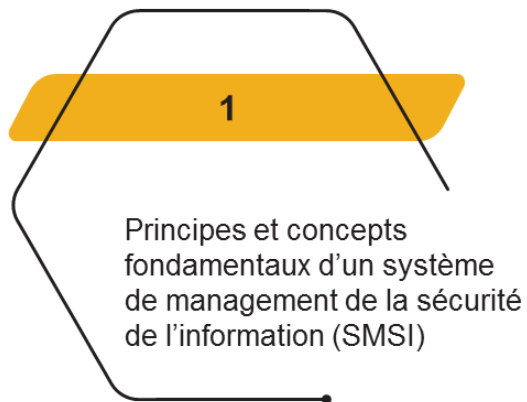 1
Principes et concepts
fondamentaux d’un système
de management de la sécurité
de l’information (SMSI)